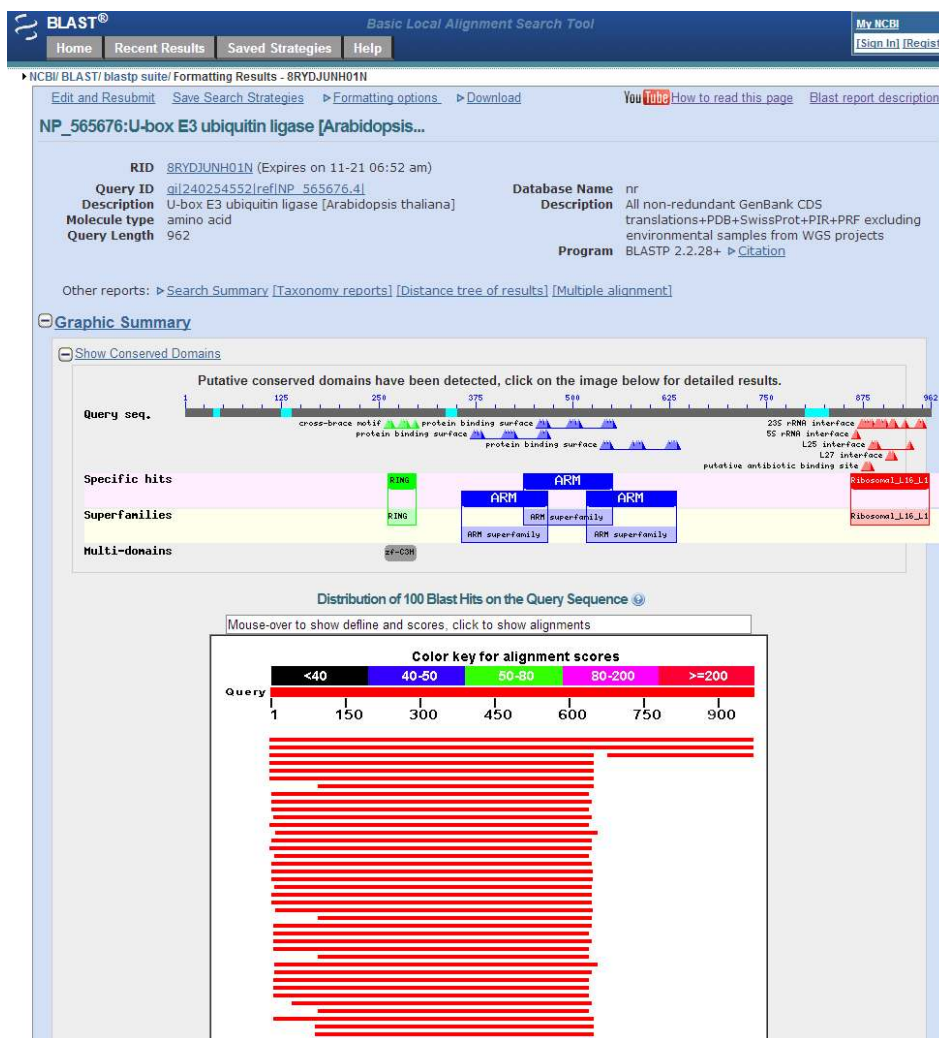 BLAST®
Basic Local Alignment Search Tool
My NCBI
Home Recent Results Saved Strategies Help
[Sign In] [Regist
NCBI/ BLAST/ blastp suite/ Formatting Results - 8RYDJUNH01N
Edit and Resubmit Save Search Strategies Formatting options Download YouTube How to read this page Blast report description
NP_565676:U-box E3 ubiquitin ligase [Arabidopsis...
RID 8RYDJUNH01N (Expires on 11-21 06:52 am)
Query ID gi|240254552|ref|NP_565676.4| Database Name nr
Description U-box E3 ubiquitin ligase [Arabidopsis thaliana] Description All non-redundant GenBank CDS
Molecule type amino acid translations+PDB+SwissProt+PIR+PRF excluding
Query Length 962 environmental samples from WGS projects
Program BLASTP 2.2.28+ Citation
Other reports: Search Summary [Taxonomy reports] [Distance tree of results] [Multiple alignment]
Graphic Summary
Show Conserved Domains
Putative conserved domains have been detected, click on the image below for detailed results.
1 125 250 375 500 625 750 875 962
Query seq.
cross-brace motif protein binding surface 23S rRNA interface
protein binding surface 5S rRNA interface
protein binding surface L25 interface
L27 interface
putative antibiotic binding site
Specific hits RING ARM Ribosomal_L16_L1
ARM ARM
Superfamilies RING ARM superfamily Ribosomal_L16_L1
ARM superfamily ARM superfamily
Multi-domains zf-C3H
Distribution of 100 Blast Hits on the Query Sequence
Mouse-over to show defline and scores, click to show alignments
Color key for alignment scores
<40 40-50 50-80 80-200 >=200
Query
1 150 300 450 600 750 900